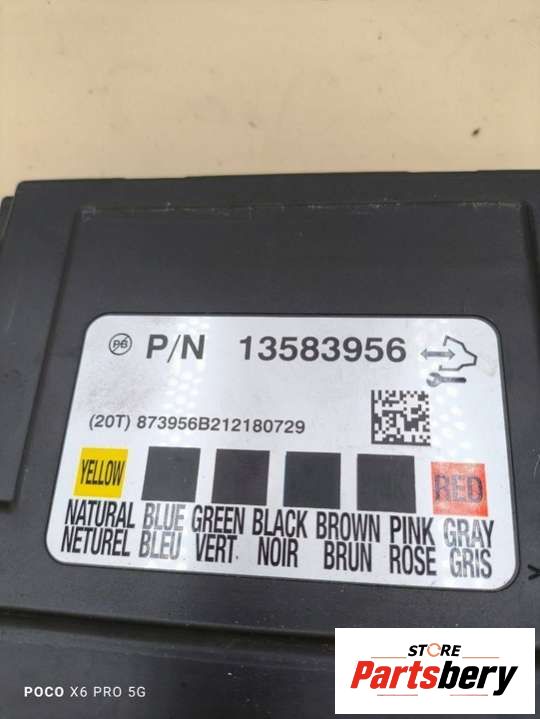 PG P/N 13583956
(20T) 873956B212180729
YELLOW RED
NATURAL BLUE GREEN BLACK BROWN PINK GRAY
NETUREL BLEU VERT NOIR BRUN ROSE GRIS
STORE
Partsbery
POCO X6 PRO 5G